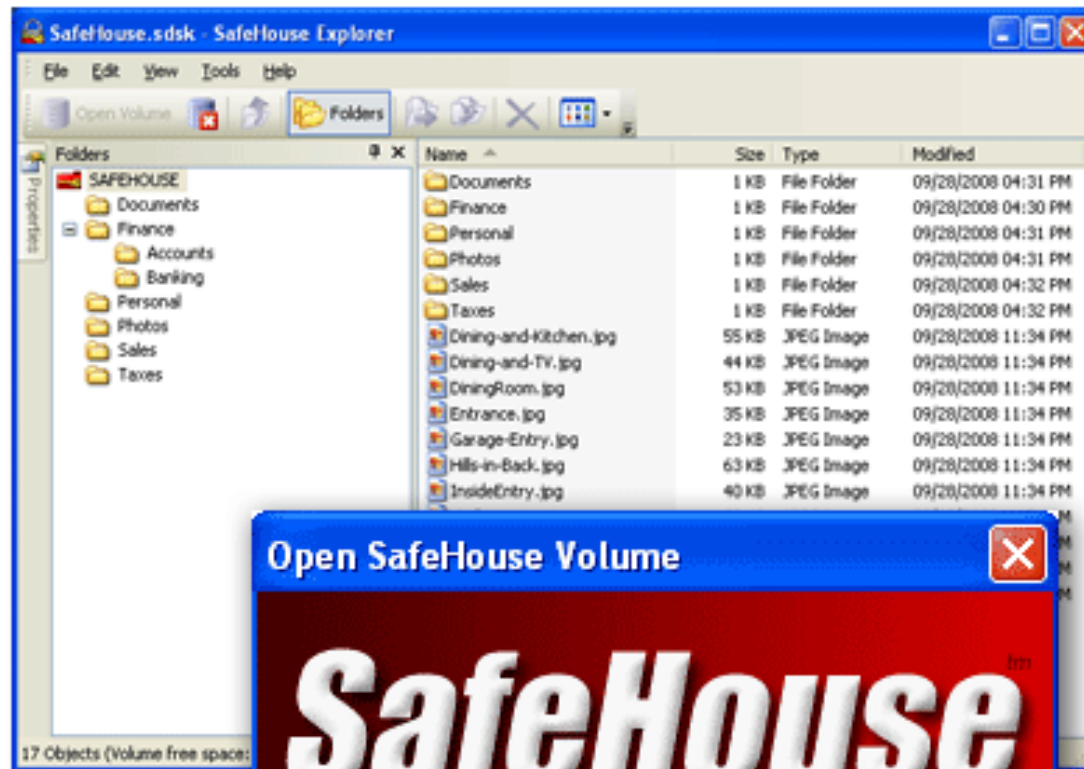 SafeHouse.sdsk - SafeHouse Explorer
File Edit View Tools Help
Open Volume Folders
Properties
Folders
SAFEHOUSE
Documents
Finance
Accounts
Banking
Personal
Photos
Sales
Taxes
Name Size Type Modified
Documents 1 KB File Folder 09/28/2008 04:31 PM
Finance 1 KB File Folder 09/28/2008 04:30 PM
Personal 1 KB File Folder 09/28/2008 04:31 PM
Photos 1 KB File Folder 09/28/2008 04:31 PM
Sales 1 KB File Folder 09/28/2008 04:32 PM
Taxes 1 KB File Folder 09/28/2008 04:32 PM
Dining-and-Kitchen.jpg 55 KB JPEG Image 09/28/2008 11:34 PM
Dining-and-TV.jpg 44 KB JPEG Image 09/28/2008 11:34 PM
DiningRoom.jpg 53 KB JPEG Image 09/28/2008 11:34 PM
Entrance.jpg 35 KB JPEG Image 09/28/2008 11:34 PM
Garage-Entry.jpg 23 KB JPEG Image 09/28/2008 11:34 PM
Hills-in-Back.jpg 63 KB JPEG Image 09/28/2008 11:34 PM
InsideEntry.jpg 40 KB JPEG Image 09/28/2008 11:34 PM
17 Objects (Volume free space:
Open SafeHouse Volume
SafeHouse tm